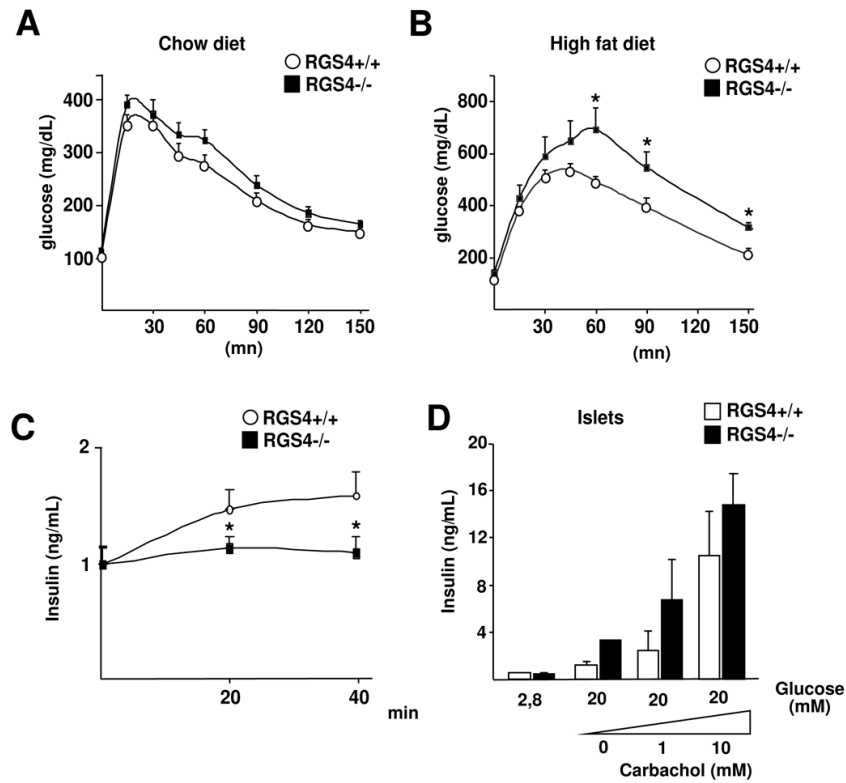 A
Chow diet
RGS4+/+
RGS4-/-
glucose (mg/dL)
400
300
200
100
30 60 90 120 150
(mn)
B
High fat diet
RGS4+/+
RGS4-/-
glucose (mg/dL)
800
600
400
200
* * *
30 60 90 120 150
(mn)
C
RGS4+/+
RGS4-/-
Insulin (ng/mL)
2
1
* *
20 40
min
D
Islets
RGS4+/+
RGS4-/-
Insulin (ng/mL)
20
16
12
8
4
2,8 20 20 20 Glucose
(mM)
0 1 10
Carbachol (mM)